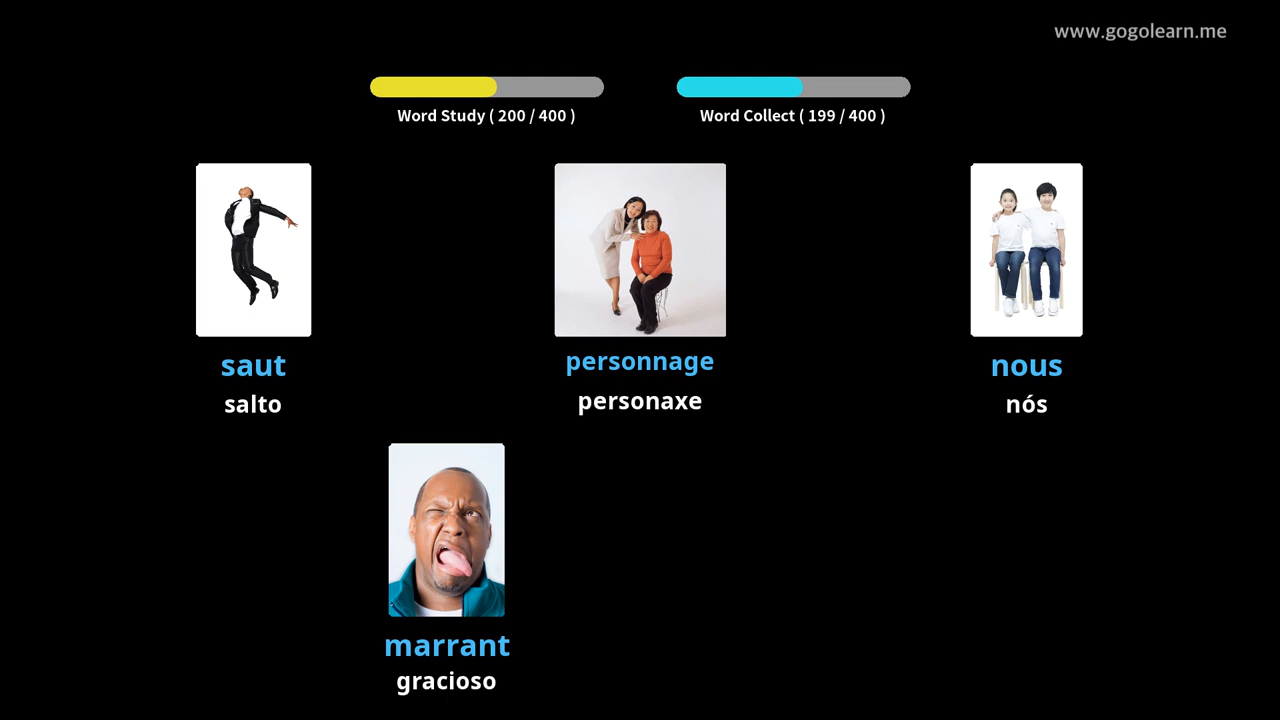 www.gogolearn.me
Word Study ( 200 / 400 )
Word Collect ( 199 / 400 )
saut
salto
personnage
personaxe
nous
nós
marrant
gracioso